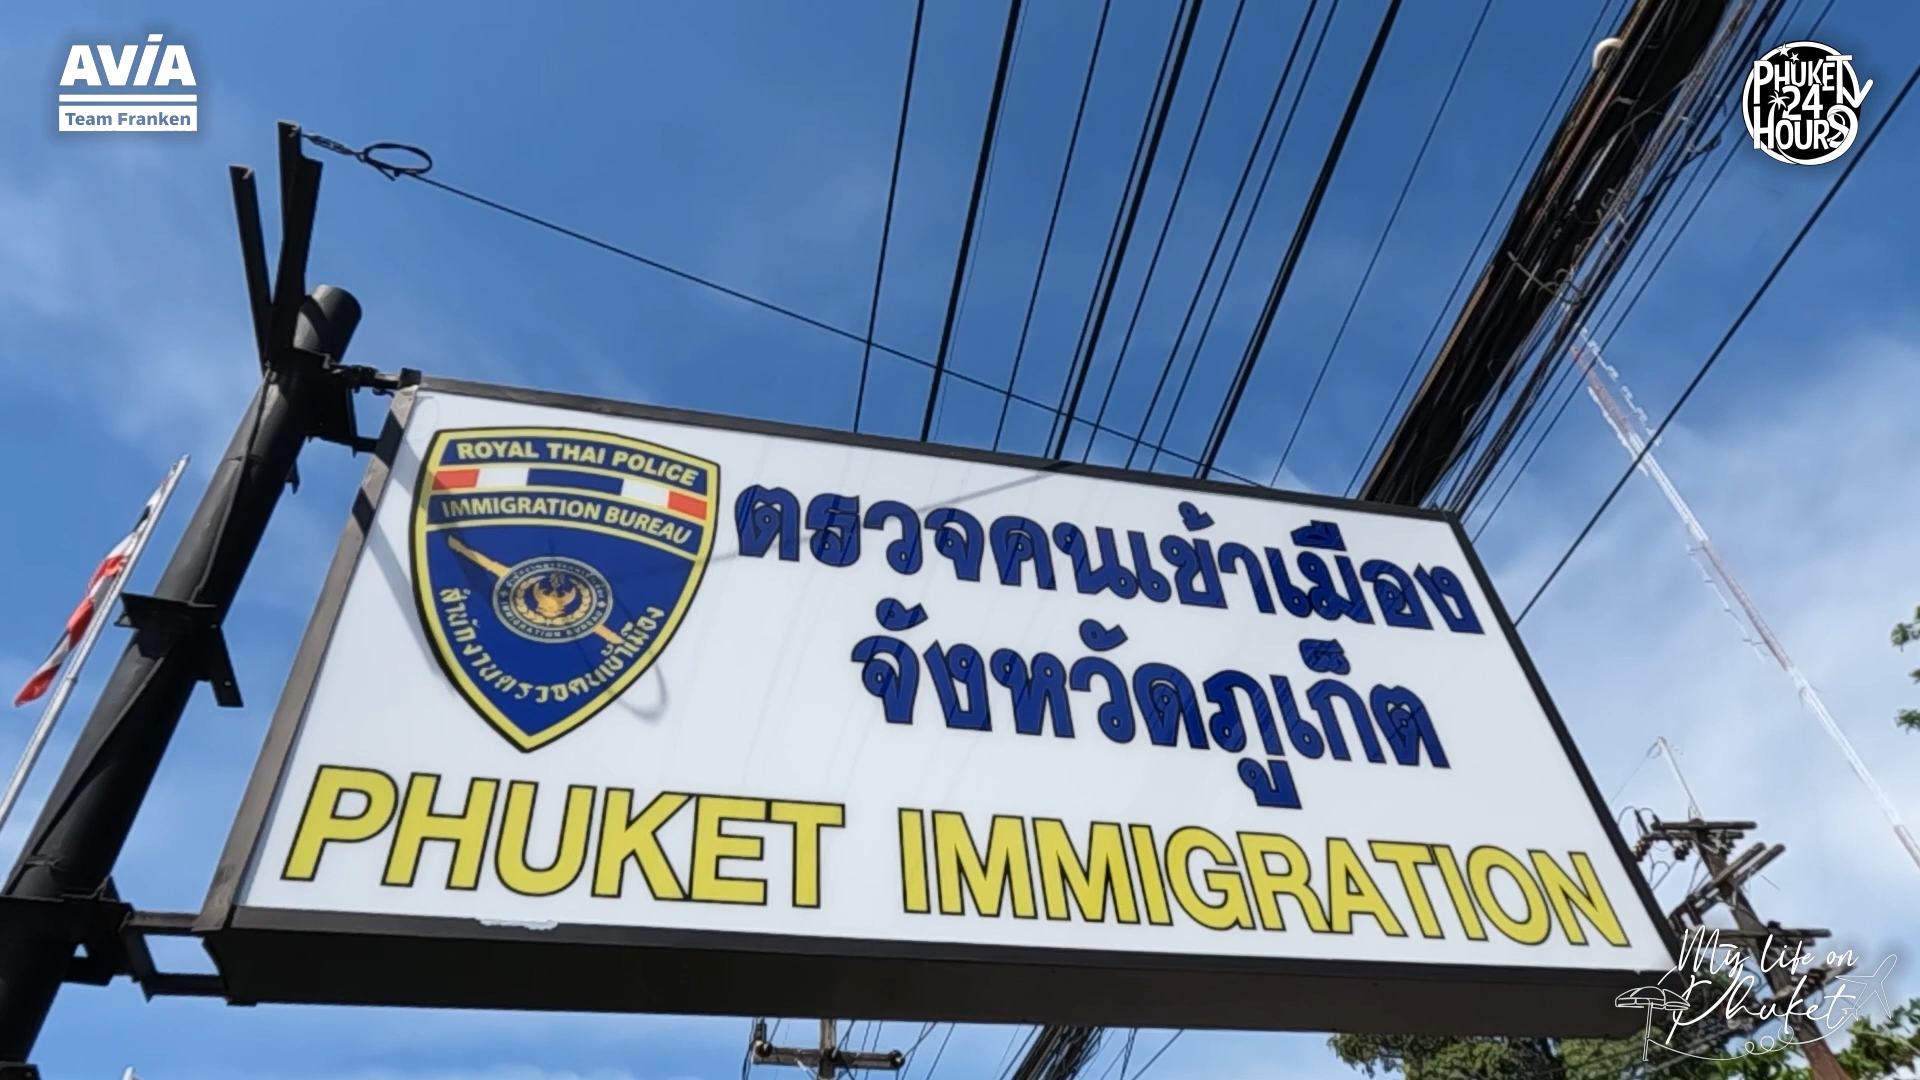 AVIA
Team Franken
PHUKET
24
HOURS
ROYAL THAI POLICE
IMMIGRATION BUREAU
สำนักงานตรวจคนเข้าเมือง
ตรวจคนเข้าเมือง
จังหวัดภูเก็ต
PHUKET IMMIGRATION
My life on
Phuket